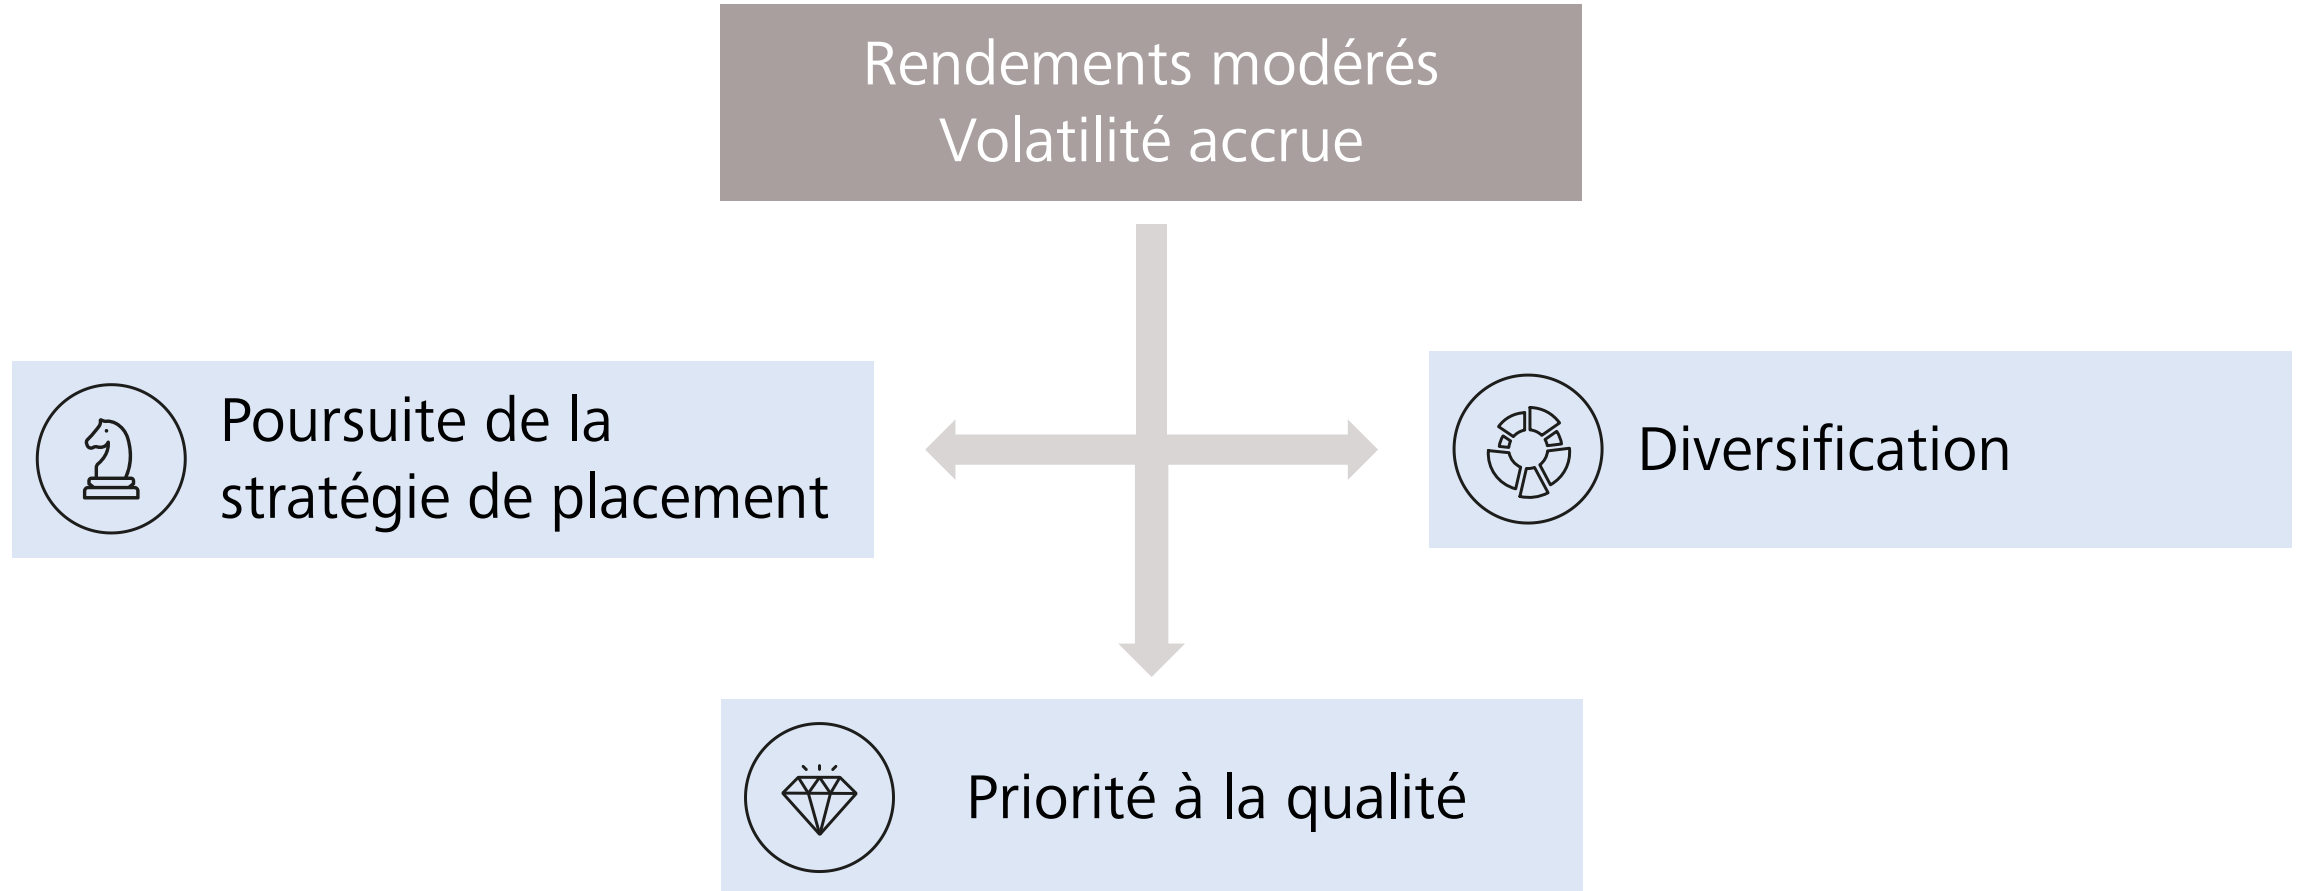 Rendements modérés
Volatilité accrue
Poursuite de la
stratégie de placement
Diversification
Priorité à la qualité